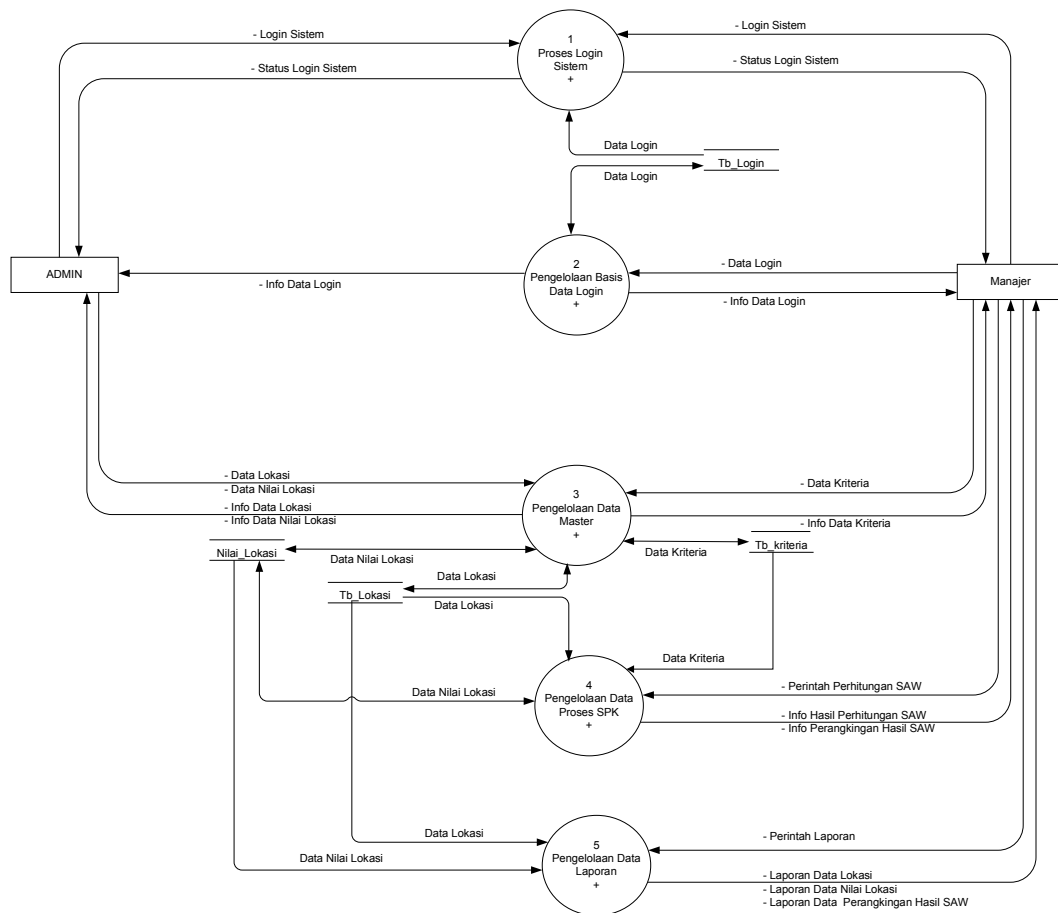 - Login Sistem
- Login Sistem
1
Proses Login
Sistem
+
- Status Login Sistem
- Status Login Sistem
Data Login
Tb_Login
Data Login
ADMIN
2
Pengelolaan Basis
Data Login
+
- Data Login
Manajer
- Info Data Login
- Info Data Login
- Data Lokasi
- Data Nilai Lokasi
- Info Data Lokasi
- Info Data Nilai Lokasi
3
Pengelolaan Data
Master
+
- Data Kriteria
- Info Data Kriteria
Nilai_Lokasi
Data Nilai Lokasi
Data Kriteria
Tb_kriteria
Data Lokasi
Tb_Lokasi
Data Lokasi
Data Kriteria
4
Pengelolaan Data
Proses SPK
+
Data Nilai Lokasi
- Perintah Perhitungan SAW
- Info Hasil Perhitungan SAW
- Info Perangkingan Hasil SAW
Data Lokasi
Data Nilai Lokasi
5
Pengelolaan Data
Laporan
+
- Perintah Laporan
- Laporan Data Lokasi
- Laporan Data Nilai Lokasi
- Laporan Data  Perangkingan Hasil SAW